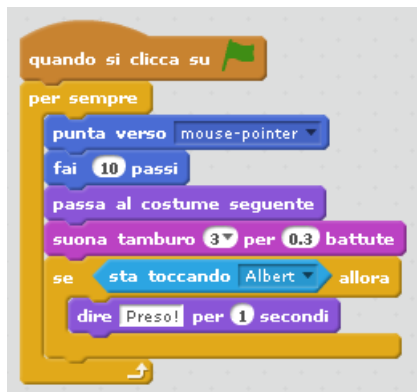 quando si clicca su
per sempre
punta verso mouse-pointer
fai 10 passi
passa al costume seguente
suona tamburo 3 per 0.3 battute
se sta toccando Albert allora
dire Preso! per 1 secondi